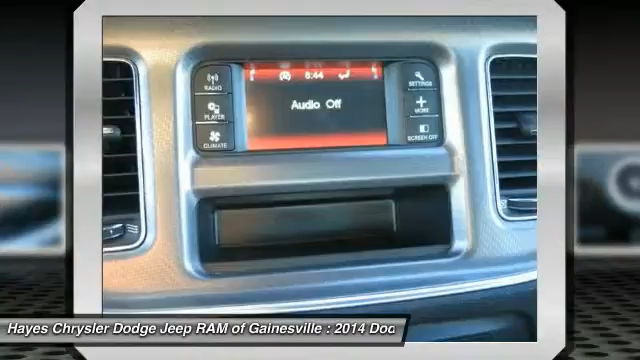 8:44
Audio Off
RADIO
PLAYER
CLIMATE
SETTINGS
MORE
SCREEN OFF
Hayes Chrysler Dodge Jeep RAM of Gainesville : 2014 Doc